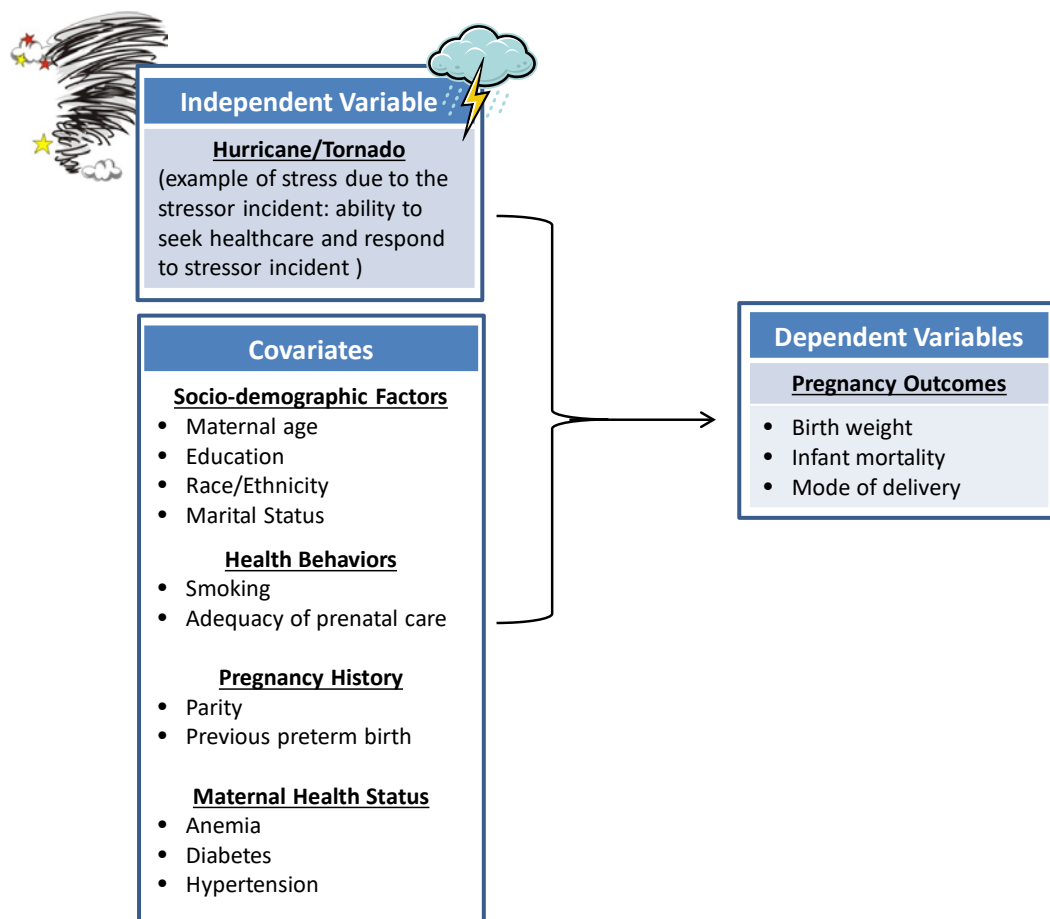 Independent Variable
Hurricane/Tornado
(example of stress due to the
stressor incident: ability to
seek healthcare and respond
to stressor incident )
Covariates
Socio-demographic Factors
• Maternal age
• Education
• Race/Ethnicity
• Marital Status
Health Behaviors
• Smoking
• Adequacy of prenatal care
Pregnancy History
• Parity
• Previous preterm birth
Maternal Health Status
• Anemia
• Diabetes
• Hypertension
Dependent Variables
Pregnancy Outcomes
• Birth weight
• Infant mortality
• Mode of delivery